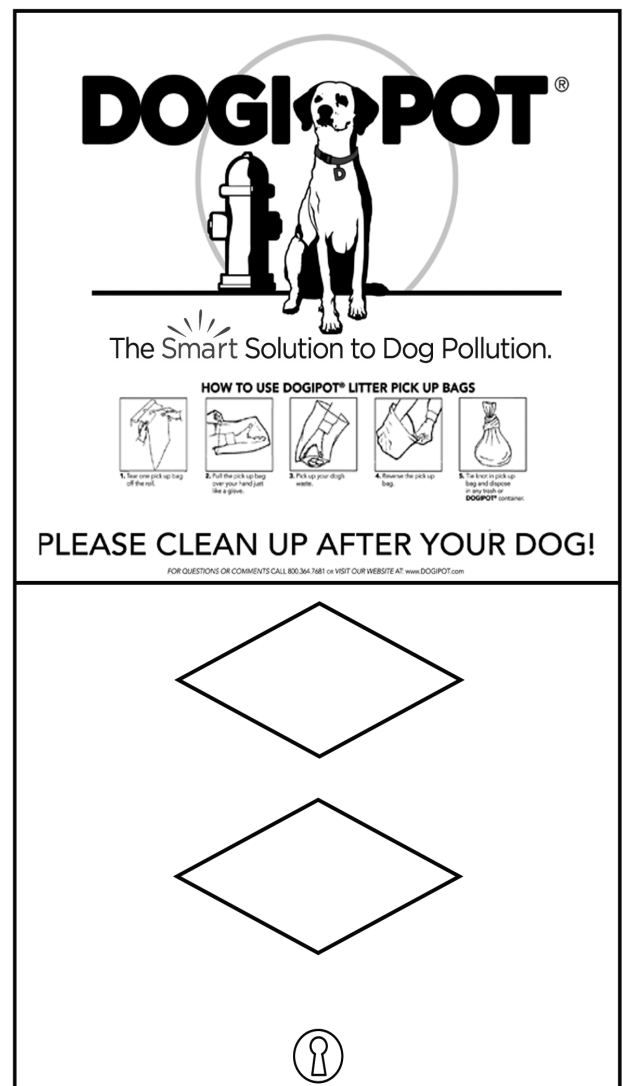 DOGIPOT®
D
The Smart Solution to Dog Pollution.
HOW TO USE DOGIPOT® LITTER PICK UP BAGS
1. Tear one pick up bag
off the roll.
2. Pull the pick up bag
over your hand just
like a glove.
3. Pick up your dog's
waste.
4. Reverse the pick up
bag.
5. Tie knot in pick up
bag and dispose
in any trash or
DOGIPOT® container.
PLEASE CLEAN UP AFTER YOUR DOG!
FOR QUESTIONS OR COMMENTS CALL 800.364.7681 OR VISIT OUR WEBSITE AT: www.DOGIPOT.com